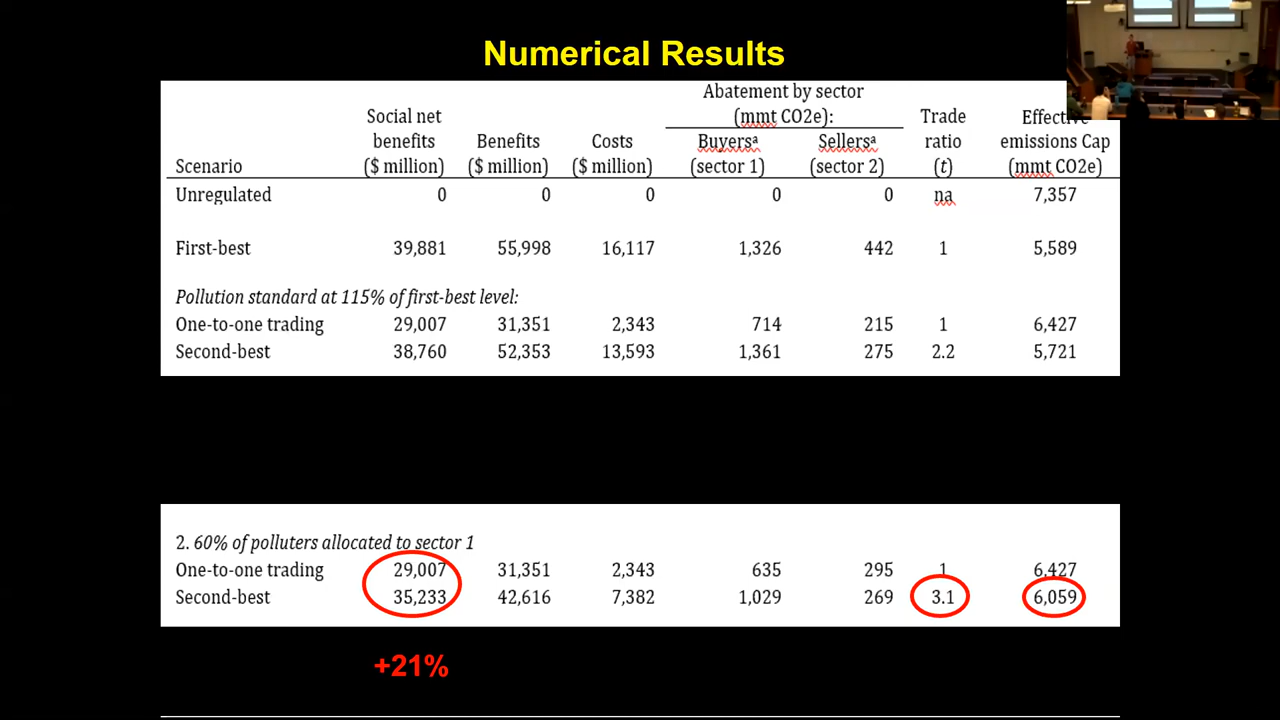 Numerical Results
Abatement by sector
Social net (mmt CO2e): Trade Effective
benefits Benefits Costs Buyersᵃ Sellersᵃ ratio emissions Cap
Scenario ($ million) ($ million) ($ million) (sector 1) (sector 2) (t) (mmt CO2e)
Unregulated 0 0 0 0 0 na 7,357
First-best 39,881 55,998 16,117 1,326 442 1 5,589
Pollution standard at 115% of first-best level:
One-to-one trading 29,007 31,351 2,343 714 215 1 6,427
Second-best 38,760 52,353 13,593 1,361 275 2.2 5,721
2. 60% of polluters allocated to sector 1
One-to-one trading 29,007 31,351 2,343 635 295 1 6,427
Second-best 35,233 42,616 7,382 1,029 269 3.1 6,059
+21%